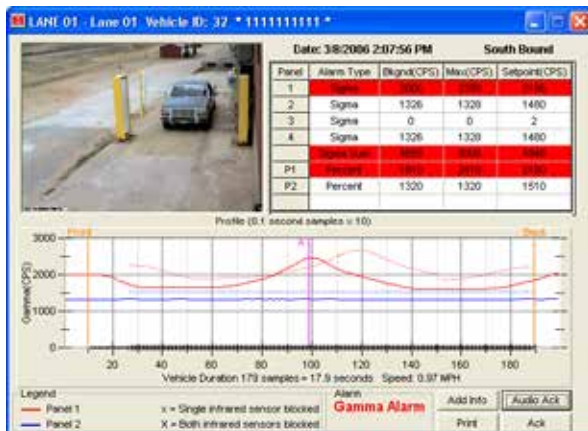 LANE 01 - Lane 01 Vehicle ID: 32 * 1111111111 *
Date: 3/8/2006 2:07:56 PM South Bound
Panel Alarm Type Bkgnd(CPS) Max(CPS) Setpoint(CPS)
1 Sigma
2 Sigma 1326 1328 1480
3 Sigma 0 0 2
4 Sigma 1326 1328 1480
Sigma
P1 Percent
P2 Percent 1320 1320 1510
Profile (0.1 second samples x 10)
Front Back
A
Gamma(CPS)
3000
2000
1000
0
20 40 60 80 100 120 140 160 180
Vehicle Duration 179 samples = 17.9 seconds Speed: 0.97 MPH
Legend
Panel 1 x = Single infrared sensor blocked
Panel 2 X = Both infrared sensors blocked
Alarm
Gamma Alarm
Add Info Audio Ack
Print Ack